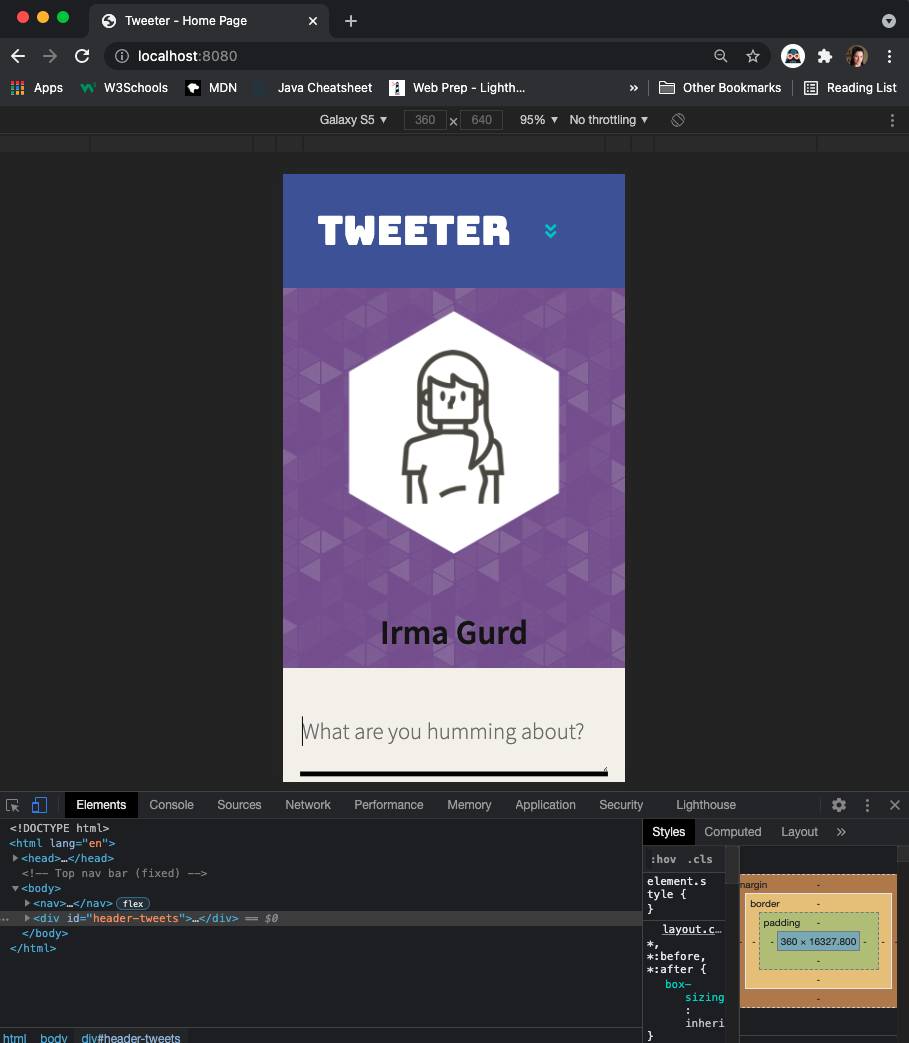 Tweeter - Home Page
localhost:8080
Apps W3Schools MDN Java Cheatsheet Web Prep - Lighth... » Other Bookmarks Reading List
Galaxy S5 ▼ 360 × 640 95% ▼ No throttling ▼
TWEETER
Irma Gurd
What are you humming about?
Elements Console Sources Network Performance Memory Application Security Lighthouse
<!DOCTYPE html>
<html lang="en">
<head>…</head>
<!-- Top nav bar (fixed) -->
<body>
<nav>…</nav> flex
<div id="header-tweets">…</div> == $0
</body>
</html>
html body div#header-tweets
Styles Computed Layout »
:hov .cls
element.s
tyle {
}
layout.c…
*,
*:before,
*:after {
box-
sizing
:
inheri
}
margin -
border -
padding -
- - - 360 × 16327.800 - - -
-
-
-